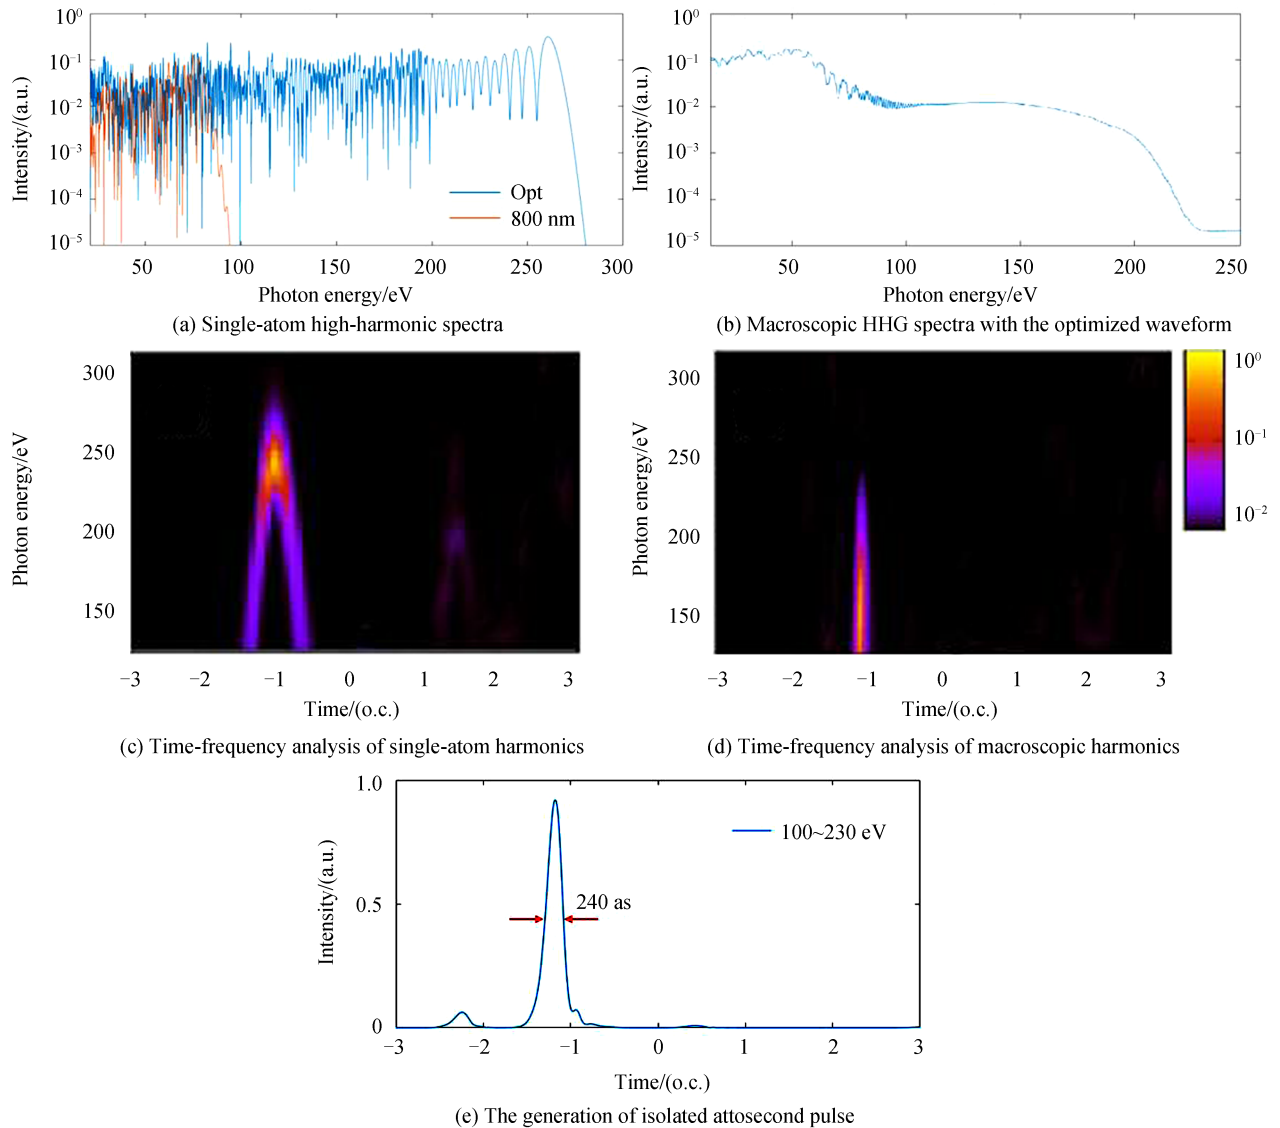 10⁰
10⁻¹
10⁻²
10⁻³
10⁻⁴
10⁻⁵
Intensity/(a.u.)
Opt
800 nm
50 100 150 200 250 300
Photon energy/eV
(a) Single-atom high-harmonic spectra
10⁰
10⁻¹
10⁻²
10⁻³
10⁻⁴
10⁻⁵
Intensity/(a.u.)
50 100 150 200 250
Photon energy/eV
(b) Macroscopic HHG spectra with the optimized waveform
300
250
200
150
Photon energy/eV
−3 −2 −1 0 1 2 3
Time/(o.c.)
(c) Time-frequency analysis of single-atom harmonics
300
250
200
150
Photon energy/eV
10⁰
10⁻¹
10⁻²
−3 −2 −1 0 1 2 3
Time/(o.c.)
(d) Time-frequency analysis of macroscopic harmonics
1.0
0.5
0
Intensity/(a.u.)
100~230 eV
240 as
−3 −2 −1 0 1 2 3
Time/(o.c.)
(e) The generation of isolated attosecond pulse